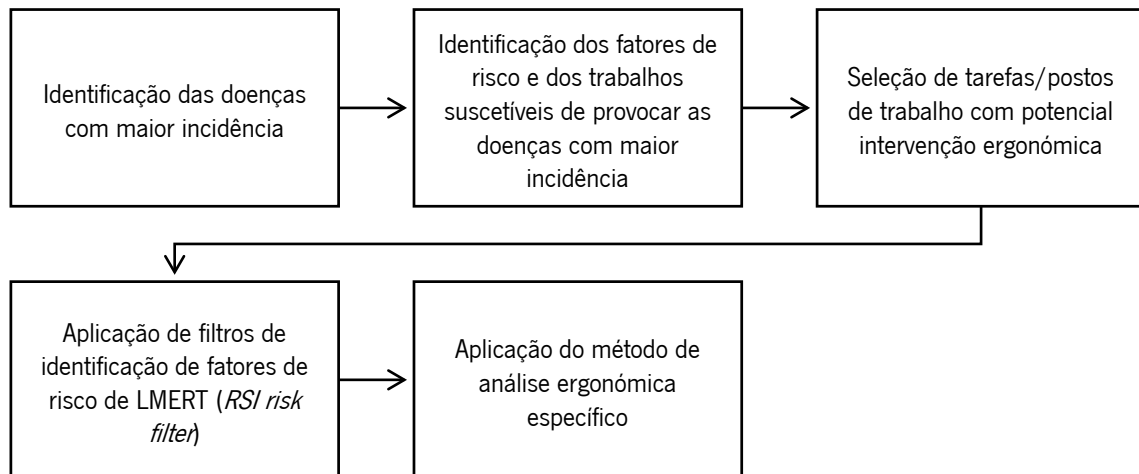 Identificação das doenças
com maior incidência
Identificação dos fatores de
risco e dos trabalhos
suscetíveis de provocar as
doenças com maior
incidência
Seleção de tarefas/postos
de trabalho com potencial
intervenção ergonómica
Aplicação de filtros de
identificação de fatores de
risco de LMERT (RSI risk
filter)
Aplicação do método de
análise ergonómica
específico